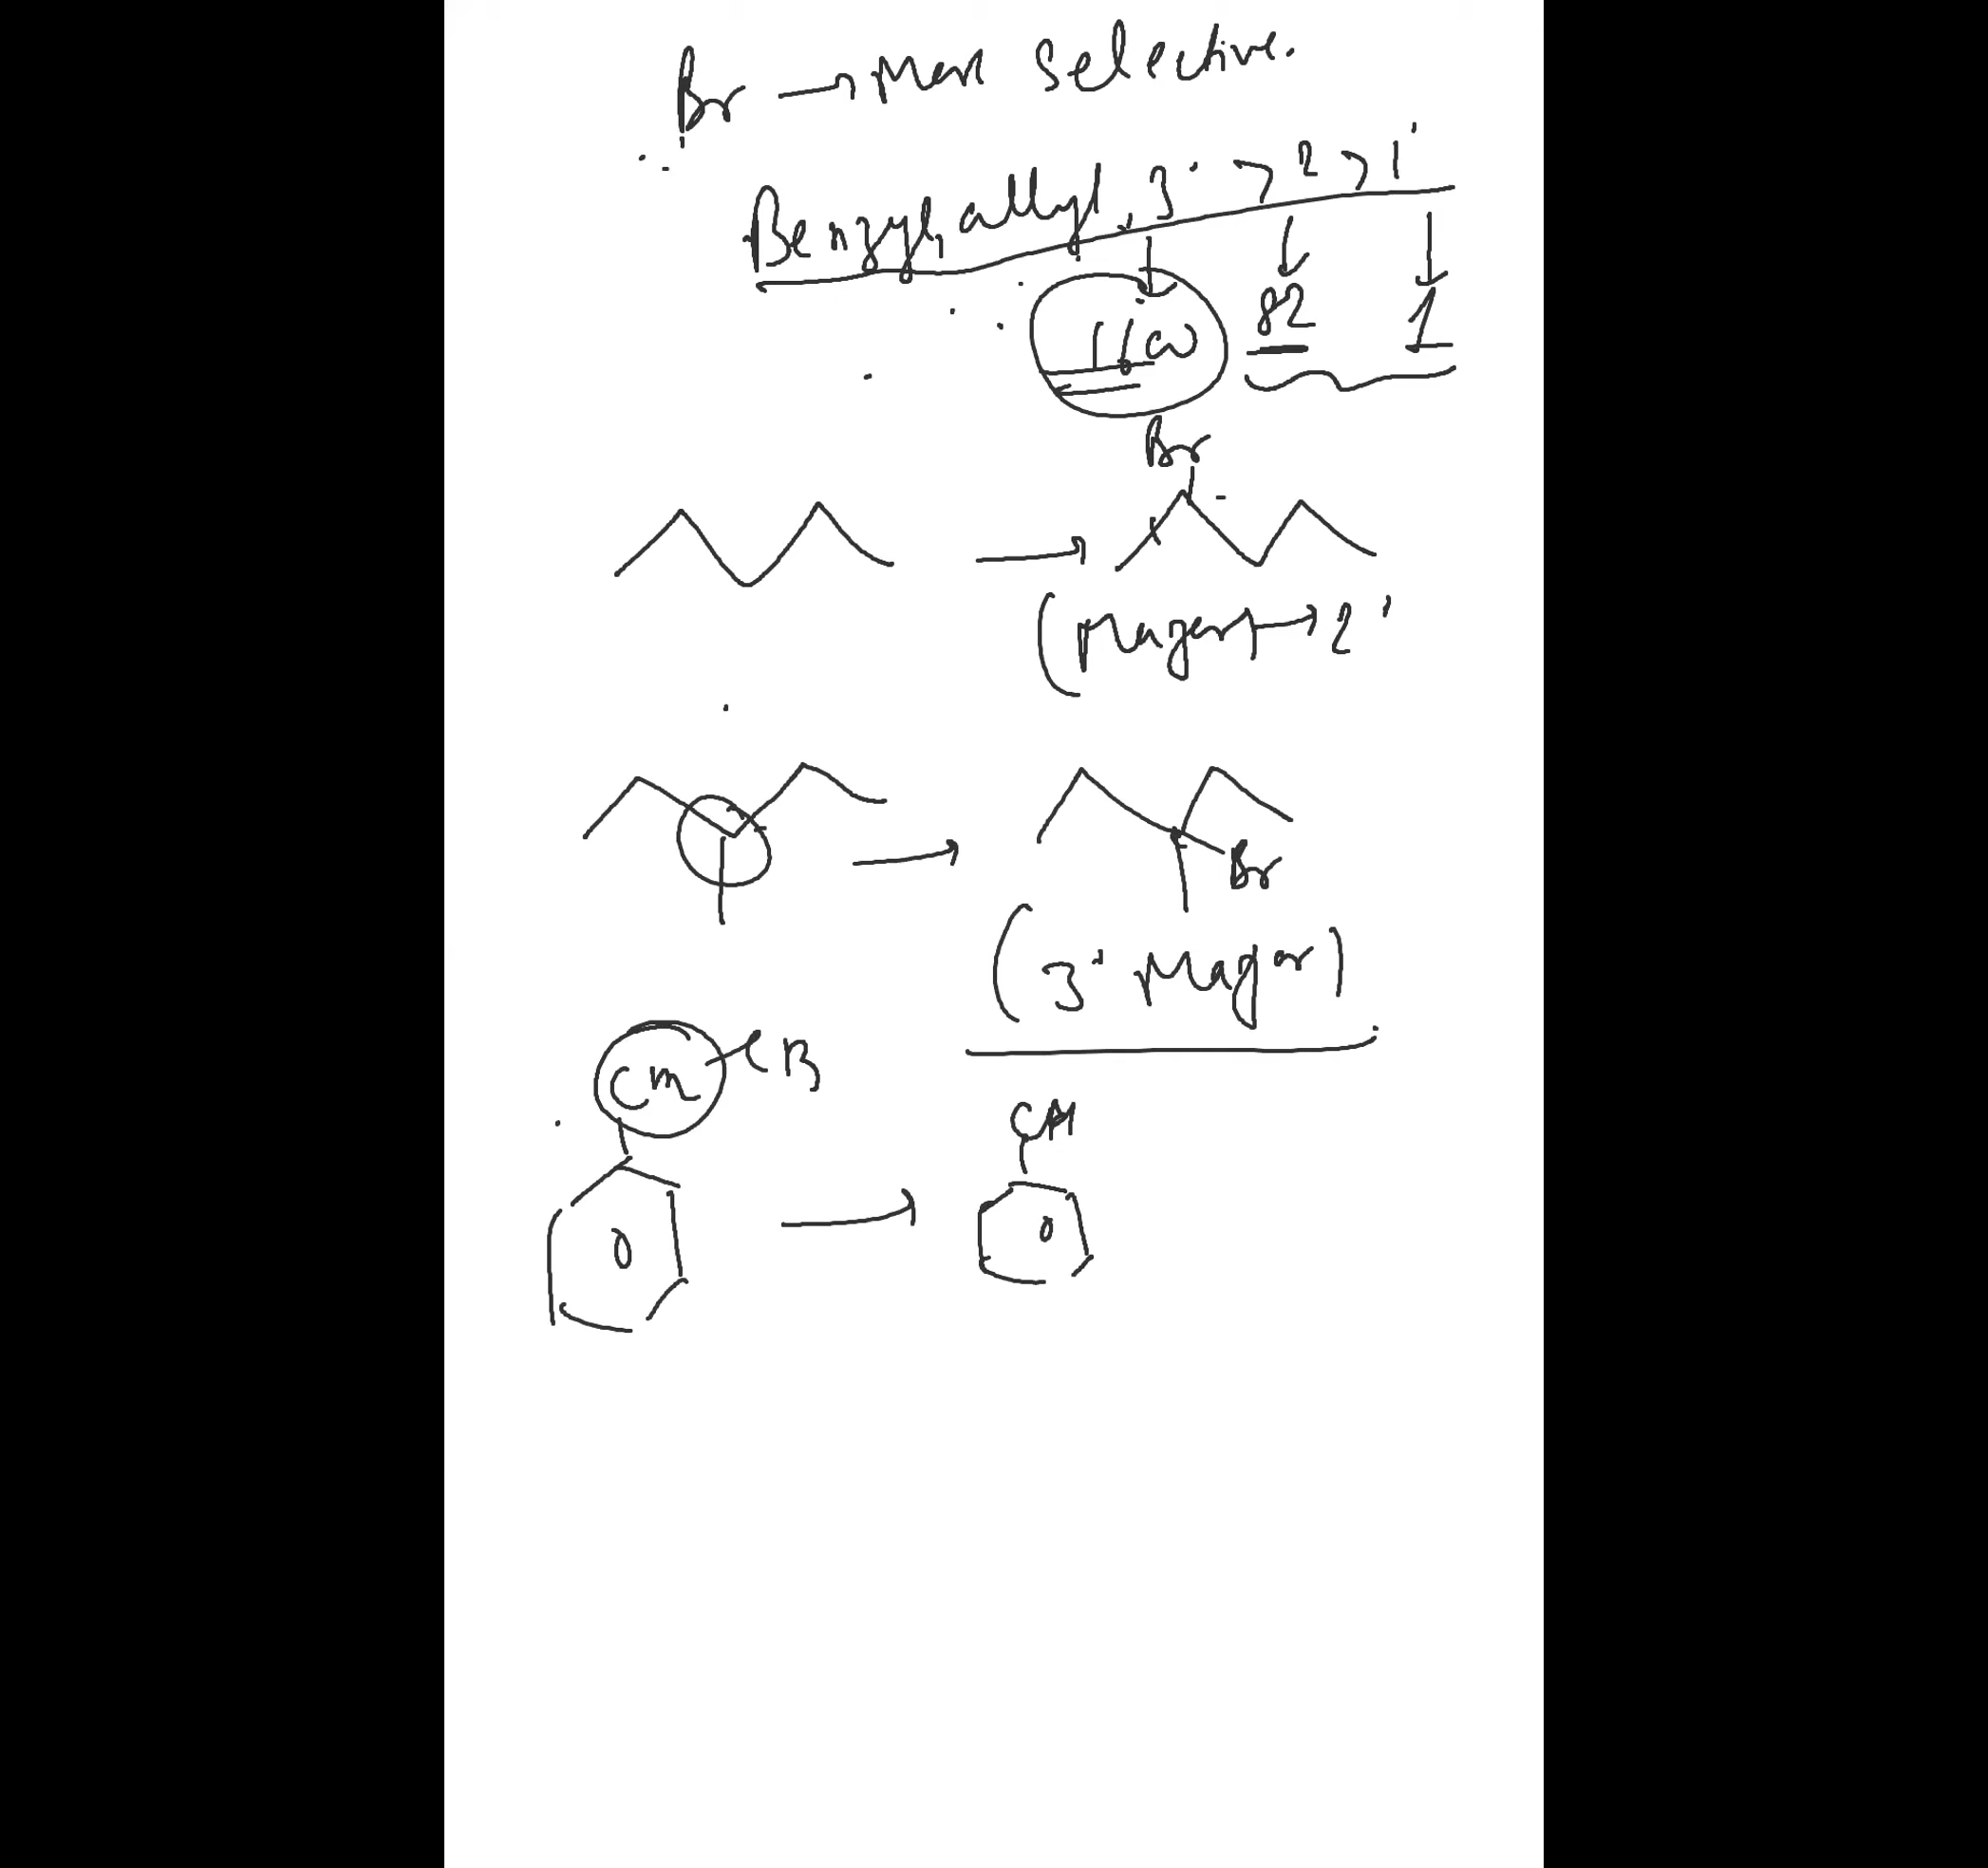 Br → More Selective.
Benzyl, allyl, 3° > 2 > 1°
1600 82 1
Br
(Major → 2°
Br
(3° Major)
CH2 CH3
CH